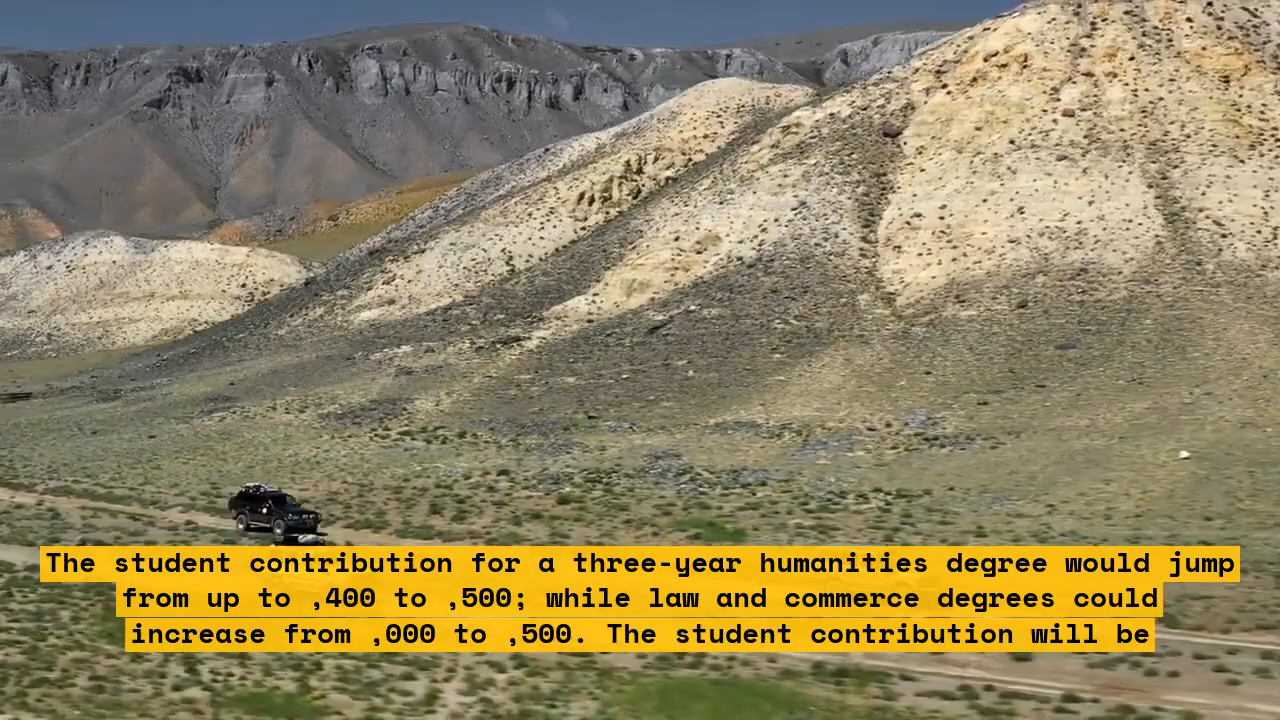 The student contribution for a three-year humanities degree would jump
from up to ,400 to ,500; while law and commerce degrees could
increase from ,000 to ,500. The student contribution will be